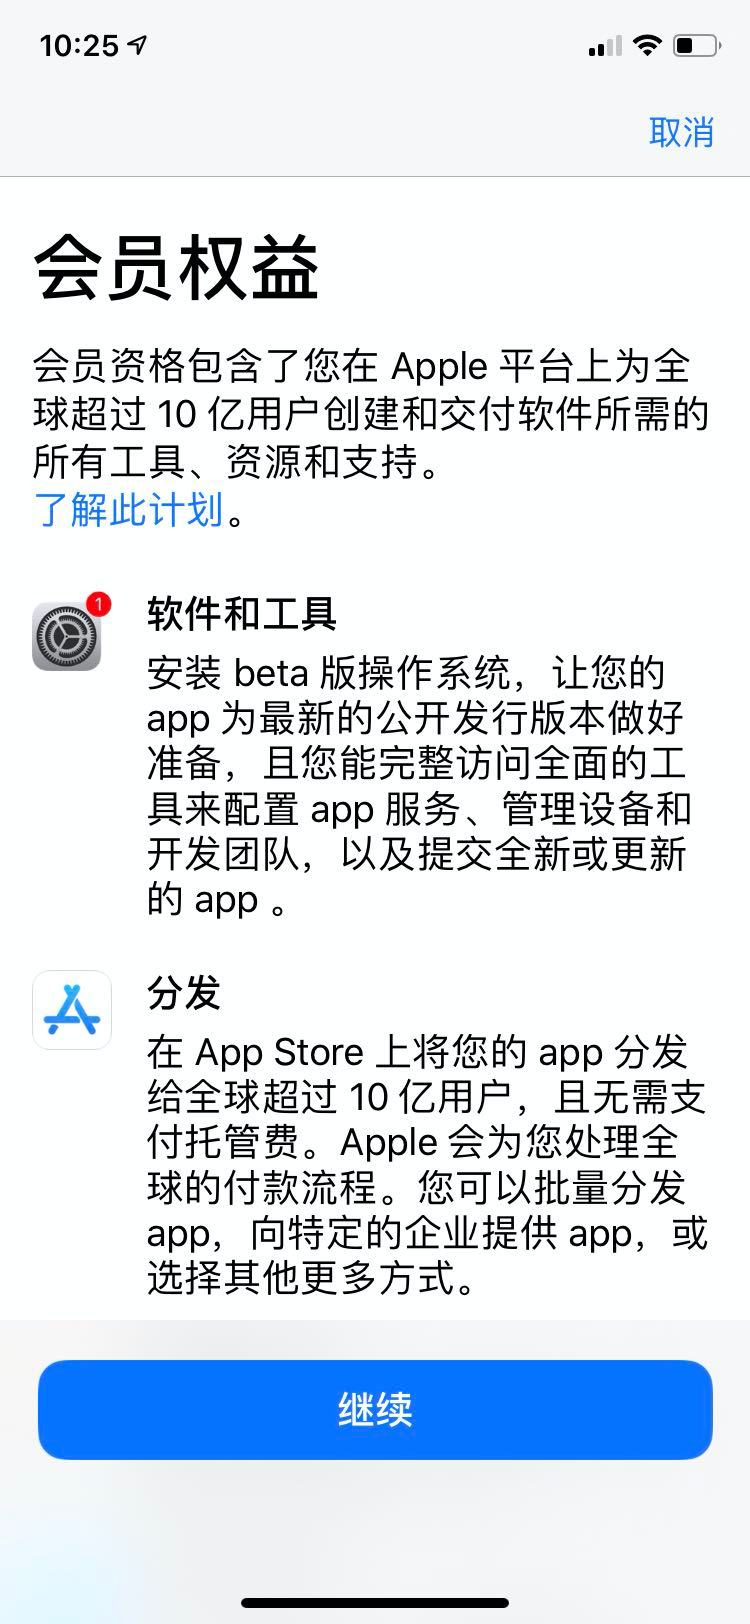 10:25
取消
会员权益
会员资格包含了您在 Apple 平台上为全
球超过 10 亿用户创建和交付软件所需的
所有工具、资源和支持。
了解此计划。
1
软件和工具
安装 beta 版操作系统，让您的
app 为最新的公开发行版本做好
准备，且您能完整访问全面的工
具来配置 app 服务、管理设备和
开发团队，以及提交全新或更新
的 app 。
分发
在 App Store 上将您的 app 分发
给全球超过 10 亿用户，且无需支
付托管费。Apple 会为您处理全
球的付款流程。您可以批量分发
app，向特定的企业提供 app，或
选择其他更多方式。
继续